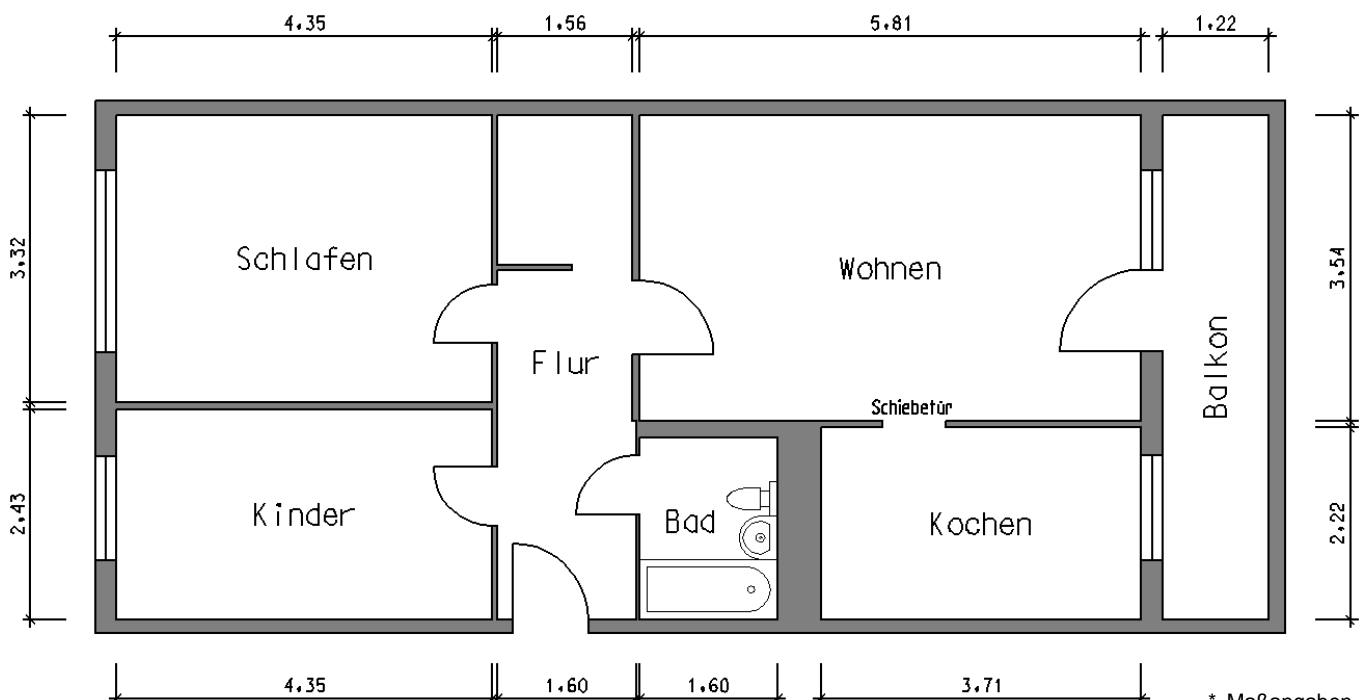 4.35 1.56 5.81 1.22
3.32
Schlafen
Wohnen
3.54
Flur
Balkon
Schiebetür
2.43
Kinder
Bad
Kochen
2.22
4.35 1.60 1.60 3.71
* Maßangaben